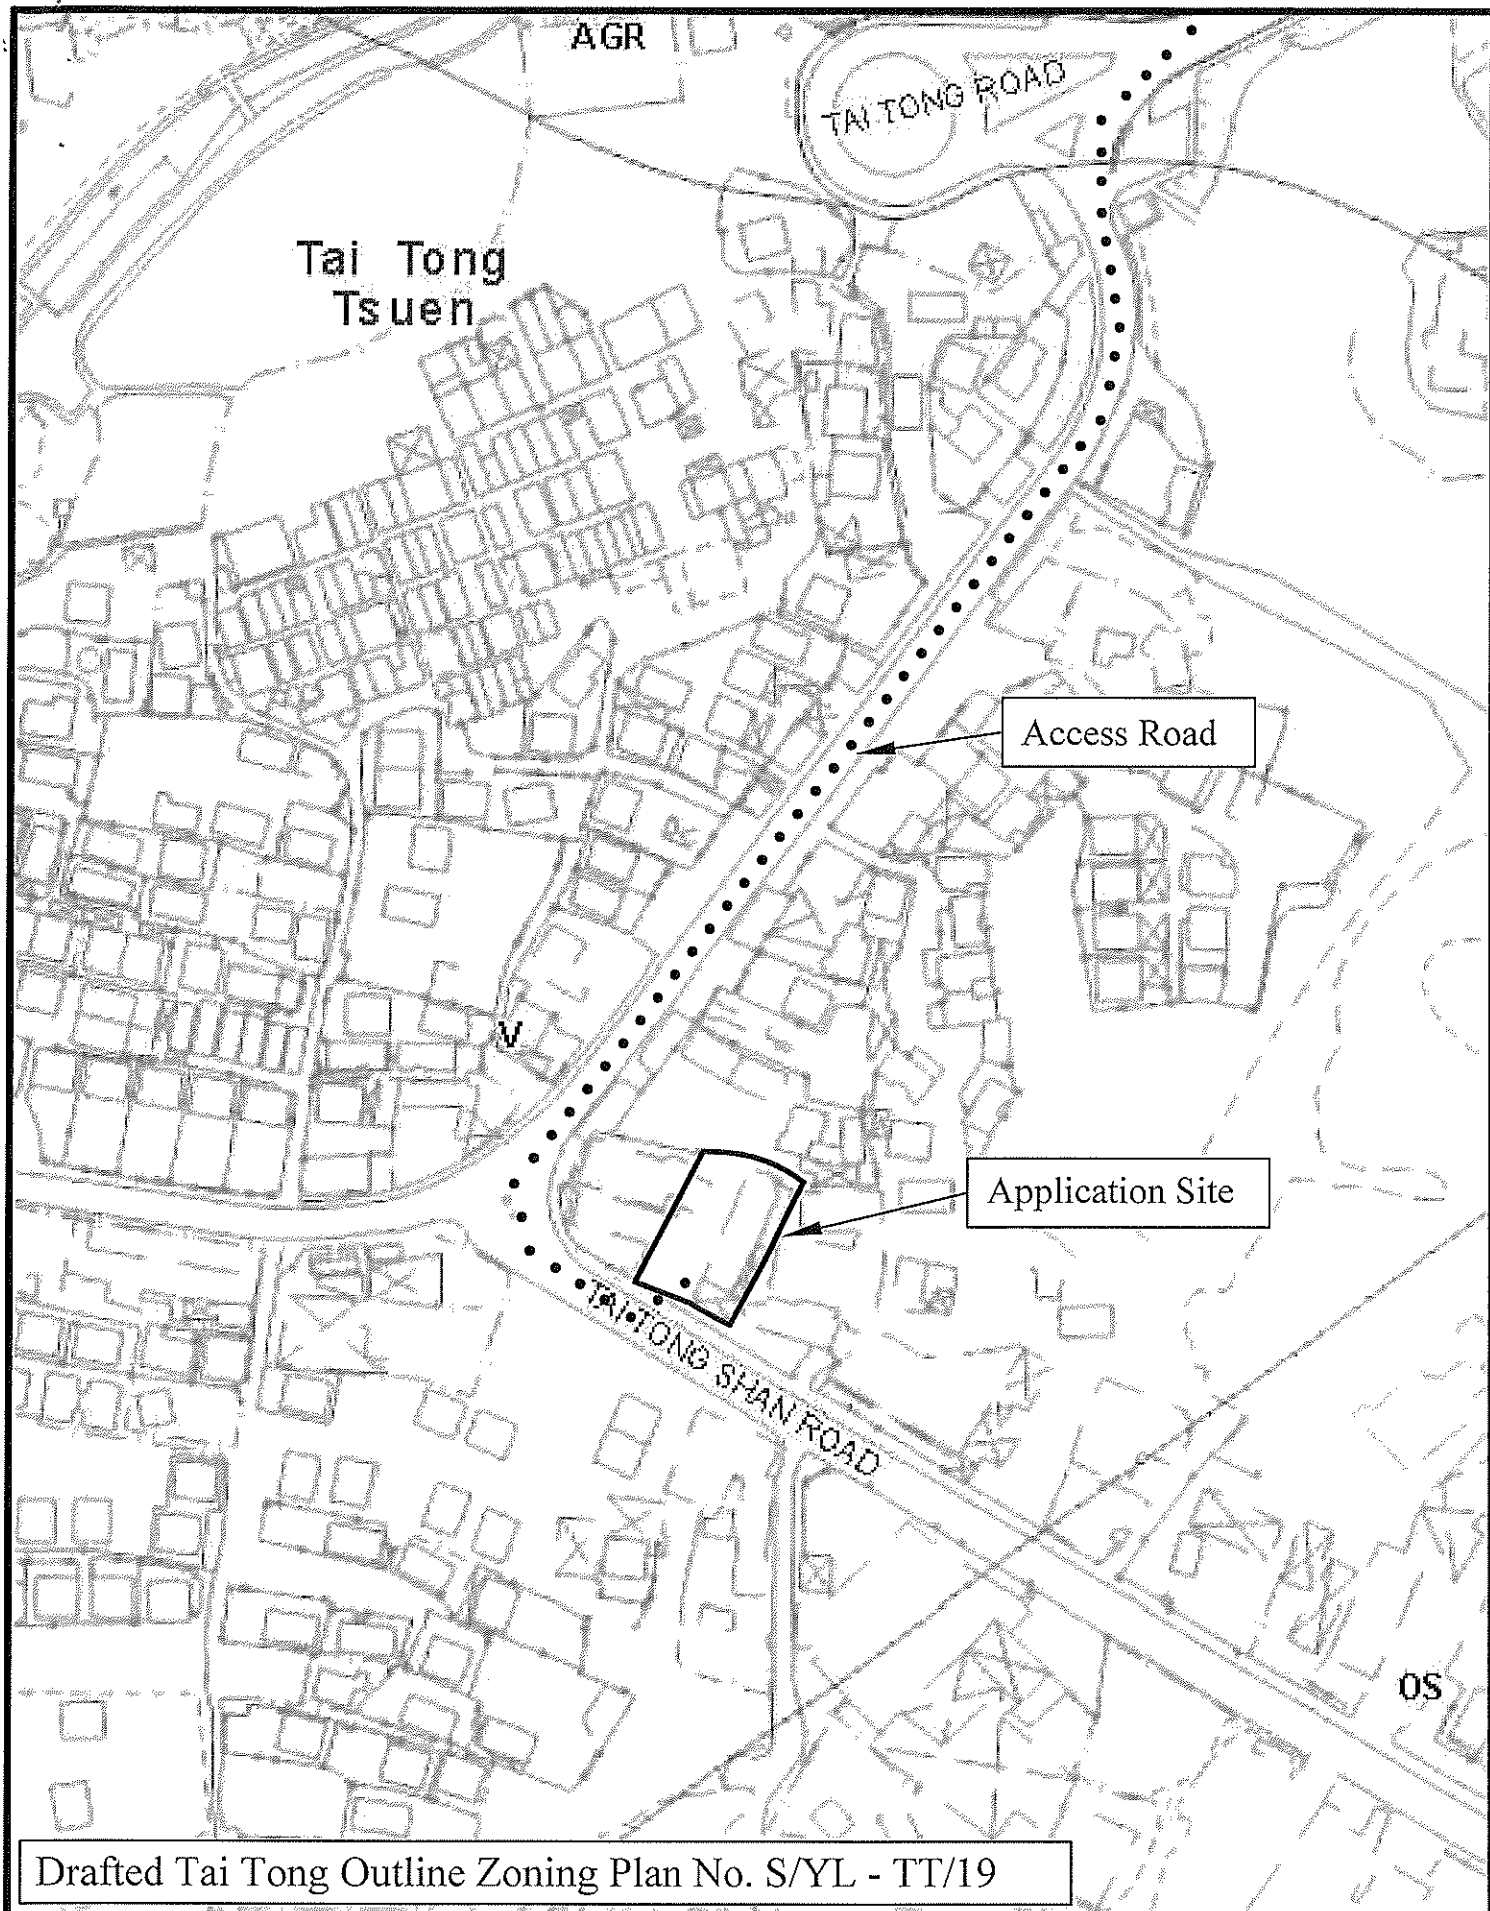 AGR
TAI TONG ROAD
Tai Tong
Tsuen
Access Road
V
Application Site
TAI TONG SHAN ROAD
OS
Drafted Tai Tong Outline Zoning Plan No. S/YL - TT/19